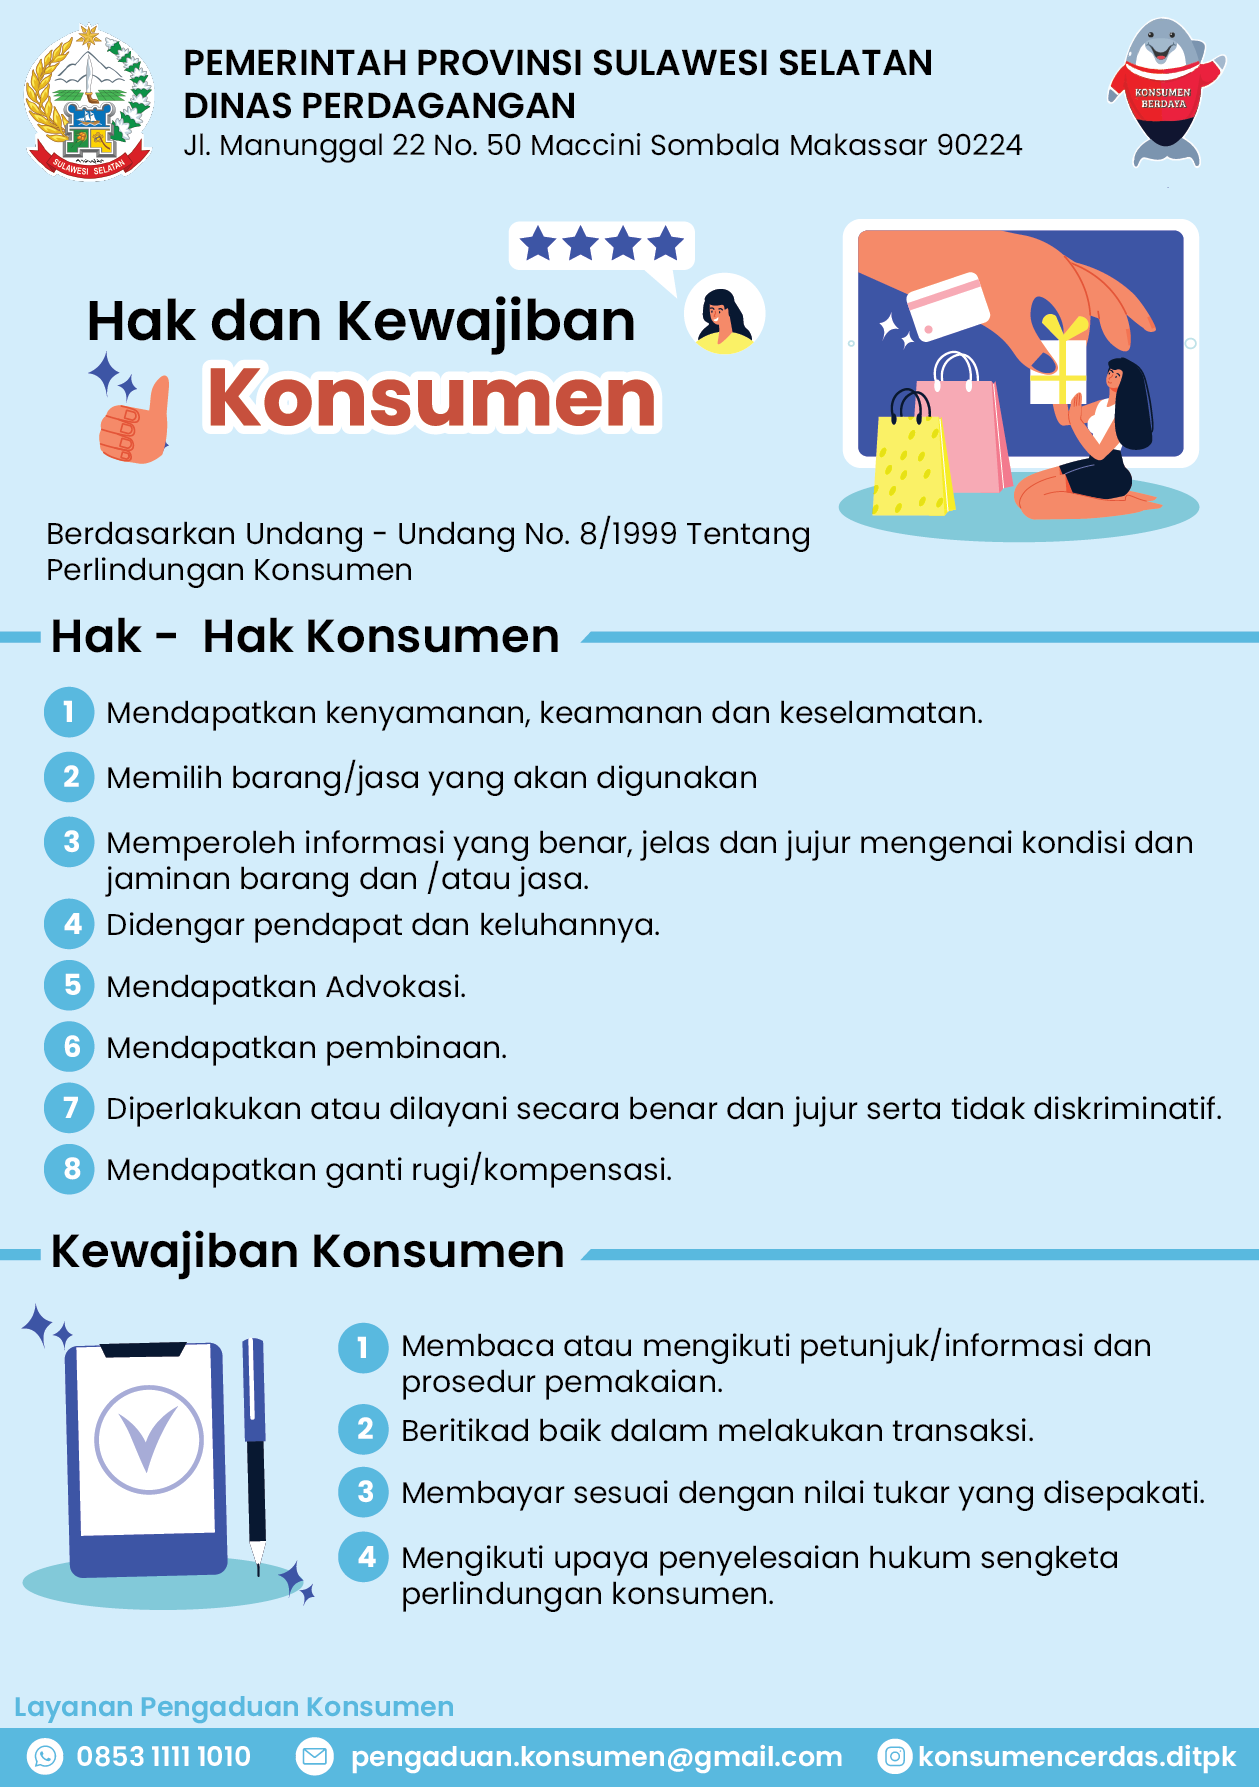 SULAWESI SELATAN
PEMERINTAH PROVINSI SULAWESI SELATAN
DINAS PERDAGANGAN
Jl. Manunggal 22 No. 50 Maccini Sombala Makassar 90224
KONSUMEN
BERDAYA
Hak dan Kewajiban
Konsumen
Berdasarkan Undang - Undang No. 8/1999 Tentang
Perlindungan Konsumen
Hak - Hak Konsumen
1 Mendapatkan kenyamanan, keamanan dan keselamatan.
2 Memilih barang/jasa yang akan digunakan
3 Memperoleh informasi yang benar, jelas dan jujur mengenai kondisi dan
jaminan barang dan /atau jasa.
4 Didengar pendapat dan keluhannya.
5 Mendapatkan Advokasi.
6 Mendapatkan pembinaan.
7 Diperlakukan atau dilayani secara benar dan jujur serta tidak diskriminatif.
8 Mendapatkan ganti rugi/kompensasi.
Kewajiban Konsumen
1 Membaca atau mengikuti petunjuk/informasi dan
prosedur pemakaian.
2 Beritikad baik dalam melakukan transaksi.
3 Membayar sesuai dengan nilai tukar yang disepakati.
4 Mengikuti upaya penyelesaian hukum sengketa
perlindungan konsumen.
Layanan Pengaduan Konsumen
0853 1111 1010 pengaduan.konsumen@gmail.com konsumencerdas.ditpk